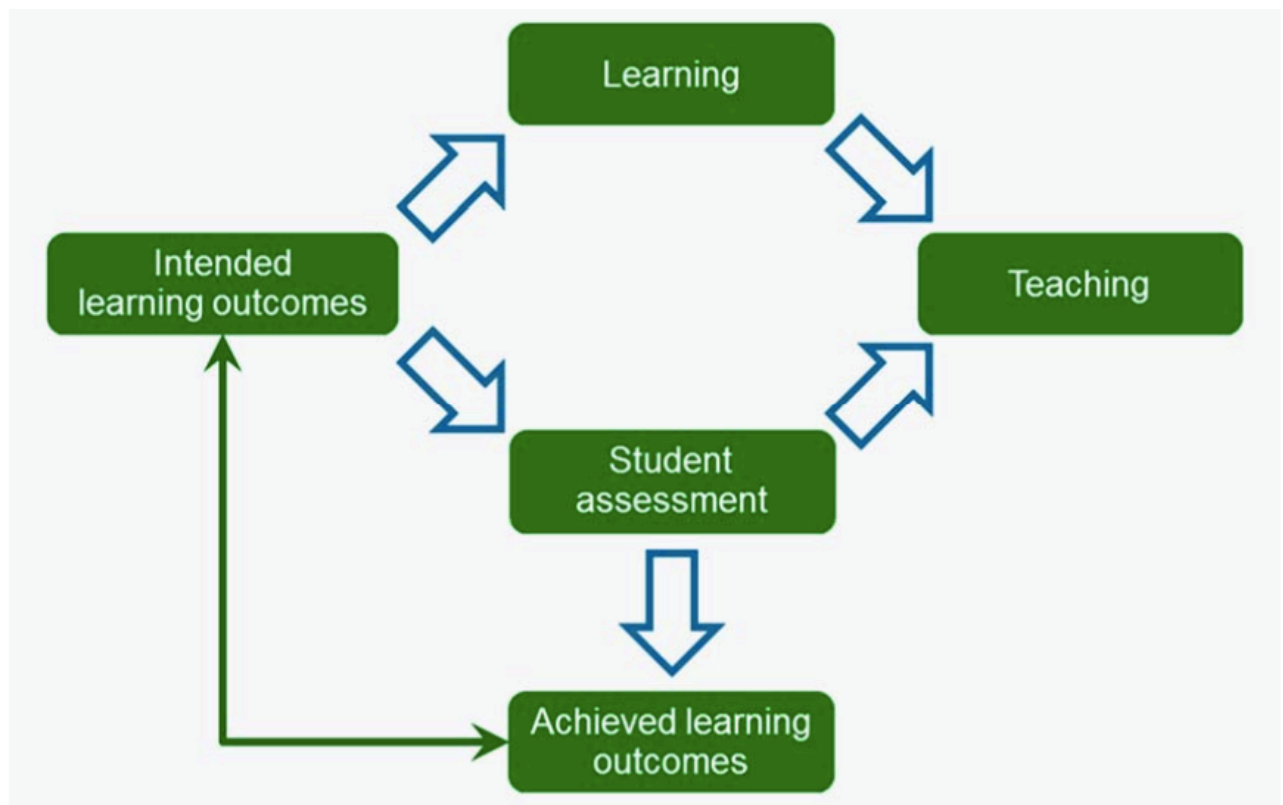 Learning
Intended
learning outcomes
Teaching
Student
assessment
Achieved learning
outcomes